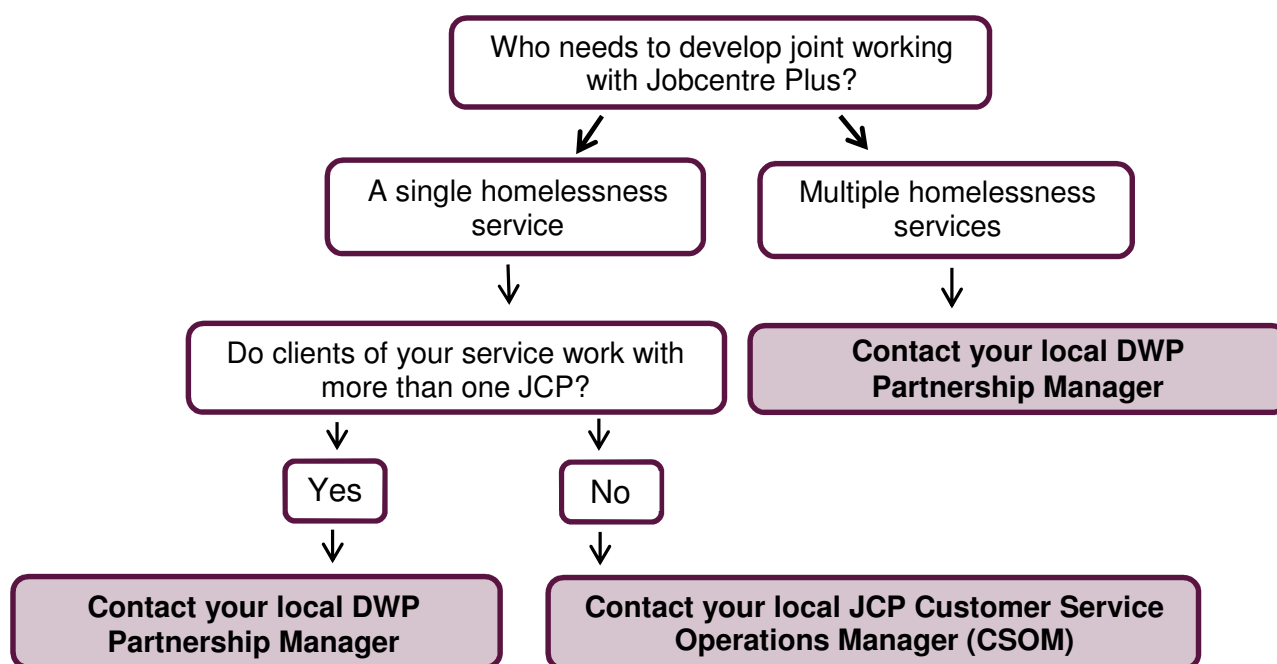 Who needs to develop joint working
with Jobcentre Plus?
A single homelessness
service
Multiple homelessness
services
Do clients of your service work with
more than one JCP?
Contact your local DWP
Partnership Manager
Yes
No
Contact your local DWP
Partnership Manager
Contact your local JCP Customer Service
Operations Manager (CSOM)